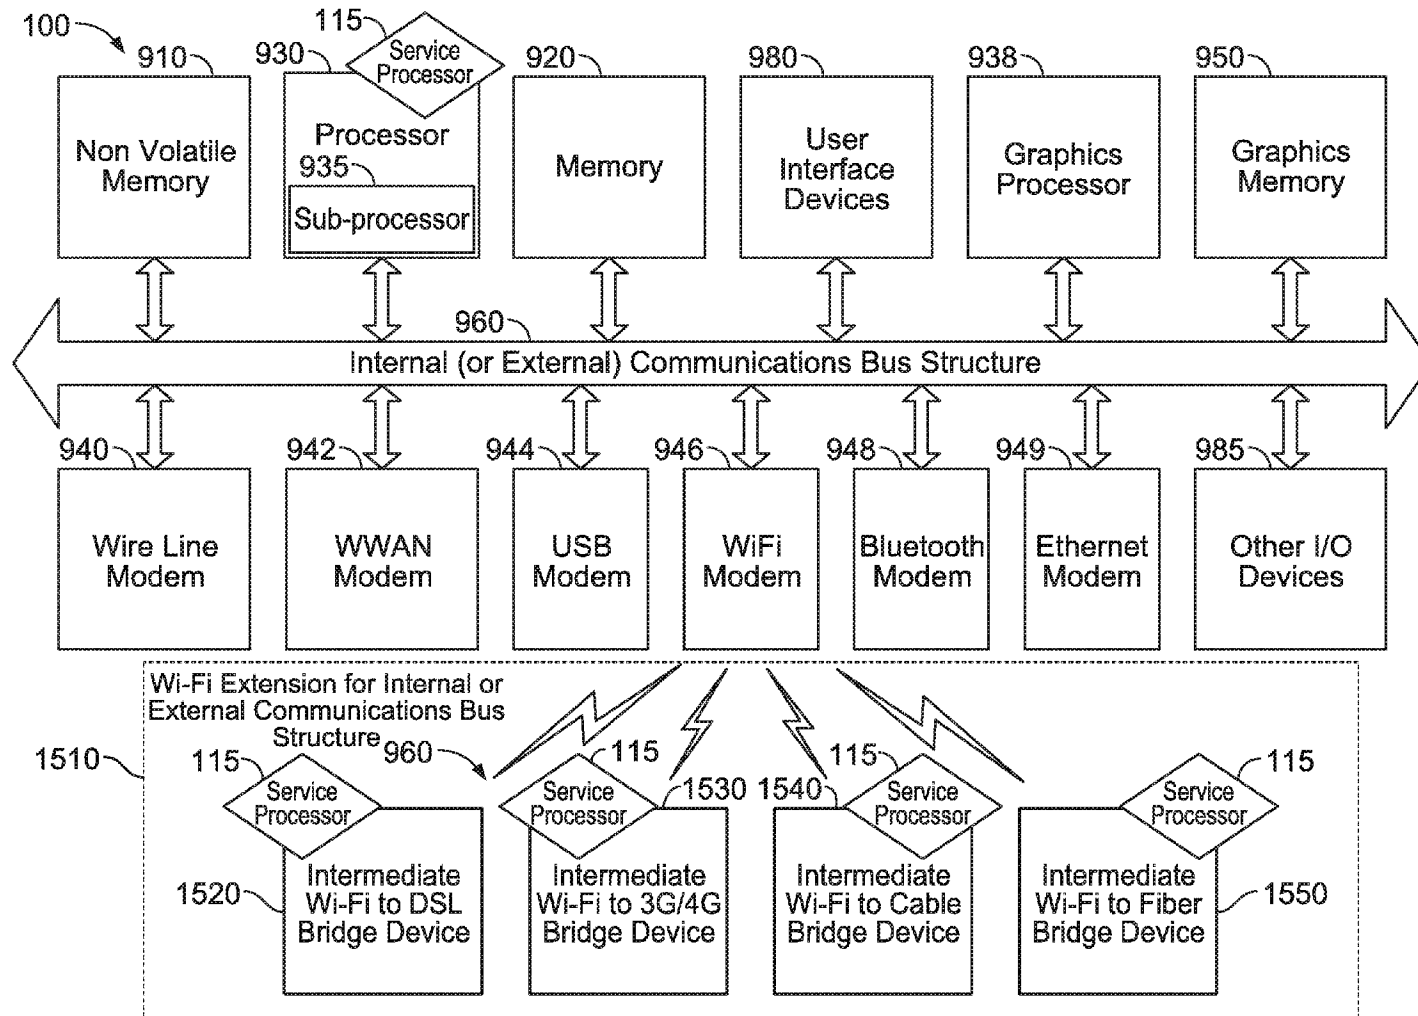 100
910
930
115
Service
Processor
920
980
938
950
Non Volatile
Memory
Processor
935
Sub-processor
Memory
User
Interface
Devices
Graphics
Processor
Graphics
Memory
960
Internal (or External) Communications Bus Structure
940
942
944
946
948
949
985
Wire Line
Modem
WWAN
Modem
USB
Modem
WiFi
Modem
Bluetooth
Modem
Ethernet
Modem
Other I/O
Devices
Wi-Fi Extension for Internal or
External Communications Bus
Structure
960
1510
115
Service
Processor
115
Service
Processor
1530
1540
115
Service
Processor
115
Service
Processor
1520
Intermediate
Wi-Fi to DSL
Bridge Device
Intermediate
Wi-Fi to 3G/4G
Bridge Device
Intermediate
Wi-Fi to Cable
Bridge Device
Intermediate
Wi-Fi to Fiber
Bridge Device
1550